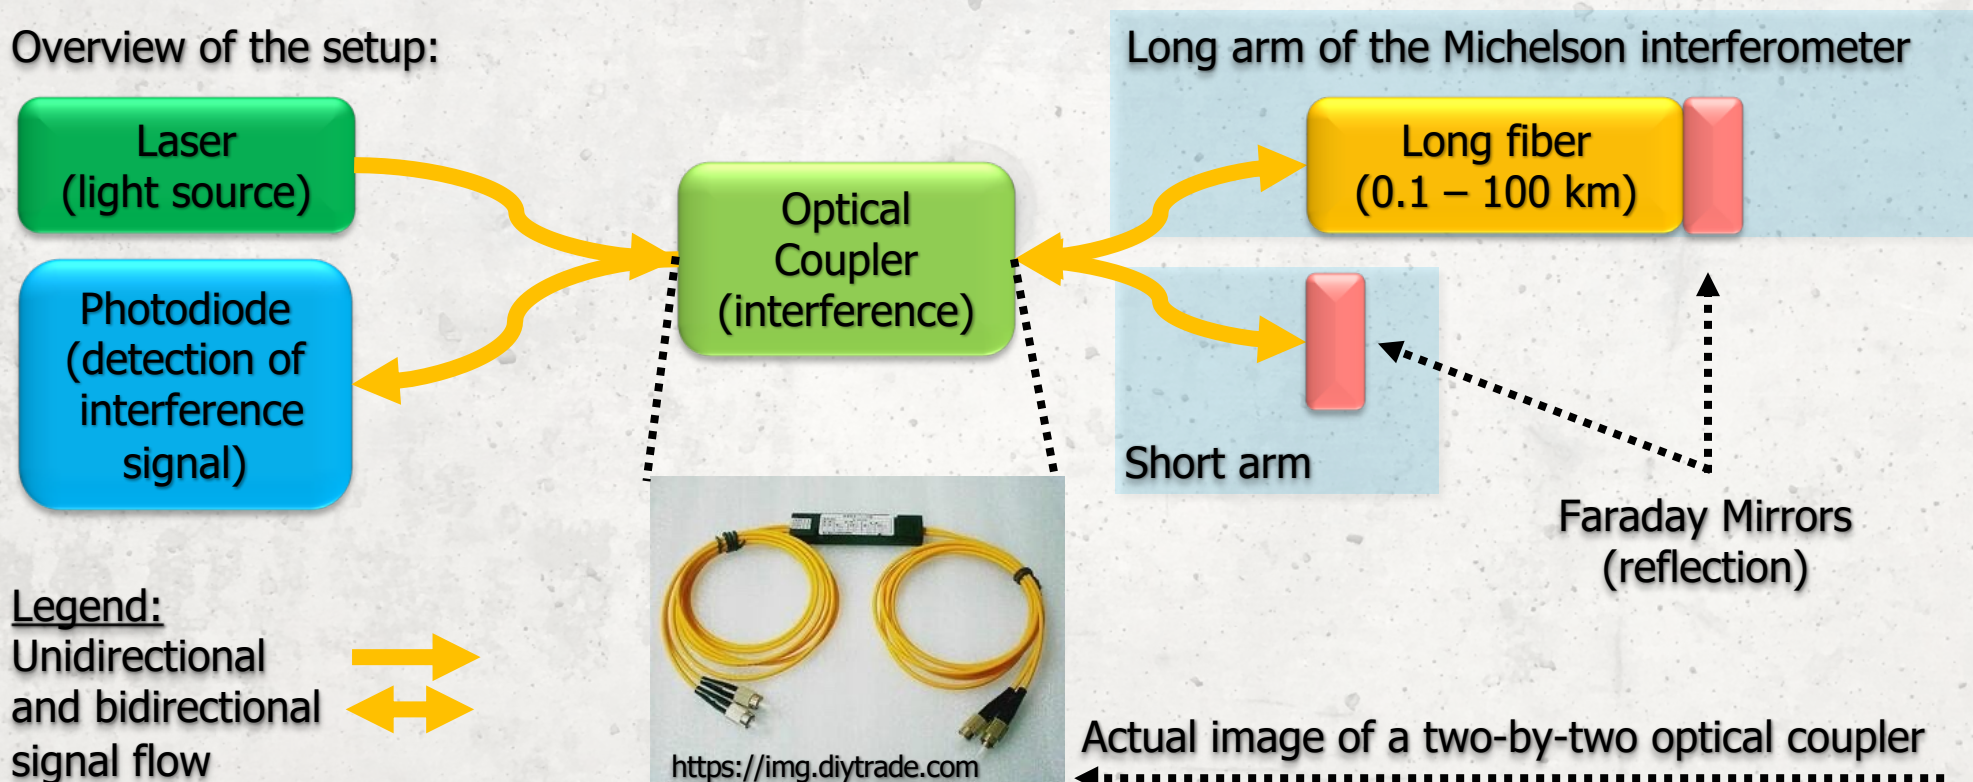 Overview of the setup:
Long arm of the Michelson interferometer
Laser
(light source)
Long fiber
(0.1 – 100 km)
Optical
Coupler
(interference)
Photodiode
(detection of
interference
signal)
Short arm
Faraday Mirrors
(reflection)
Legend:
Unidirectional
and bidirectional
signal flow
https://img.diytrade.com
Actual image of a two-by-two optical coupler